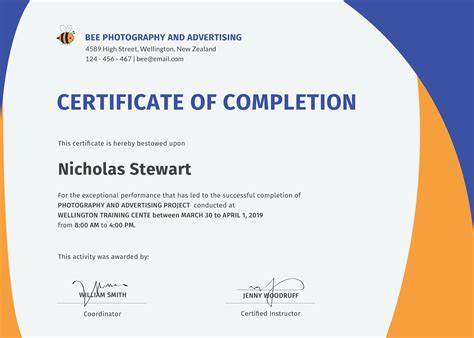 BEE PHOTOGRAPHY AND ADVERTISING
4589 High Street, Wellington, New Zealand
124 - 456 - 467 | bee@email.com
CERTIFICATE OF COMPLETION
This certificate is hereby bestowed upon
Nicholas Stewart
For the exceptional performance that has led to the successful completion of
PHOTOGRAPHY AND ADVERTISING PROJECT conducted at
WELLINGTON TRAINING CENTE between MARCH 30 to APRIL 1, 2019
from 8:00 AM to 4:00 PM.
This activity was awarded by:
WILLIAM SMITH JENNY WOODRUFF
Coordinator Certified Instructor